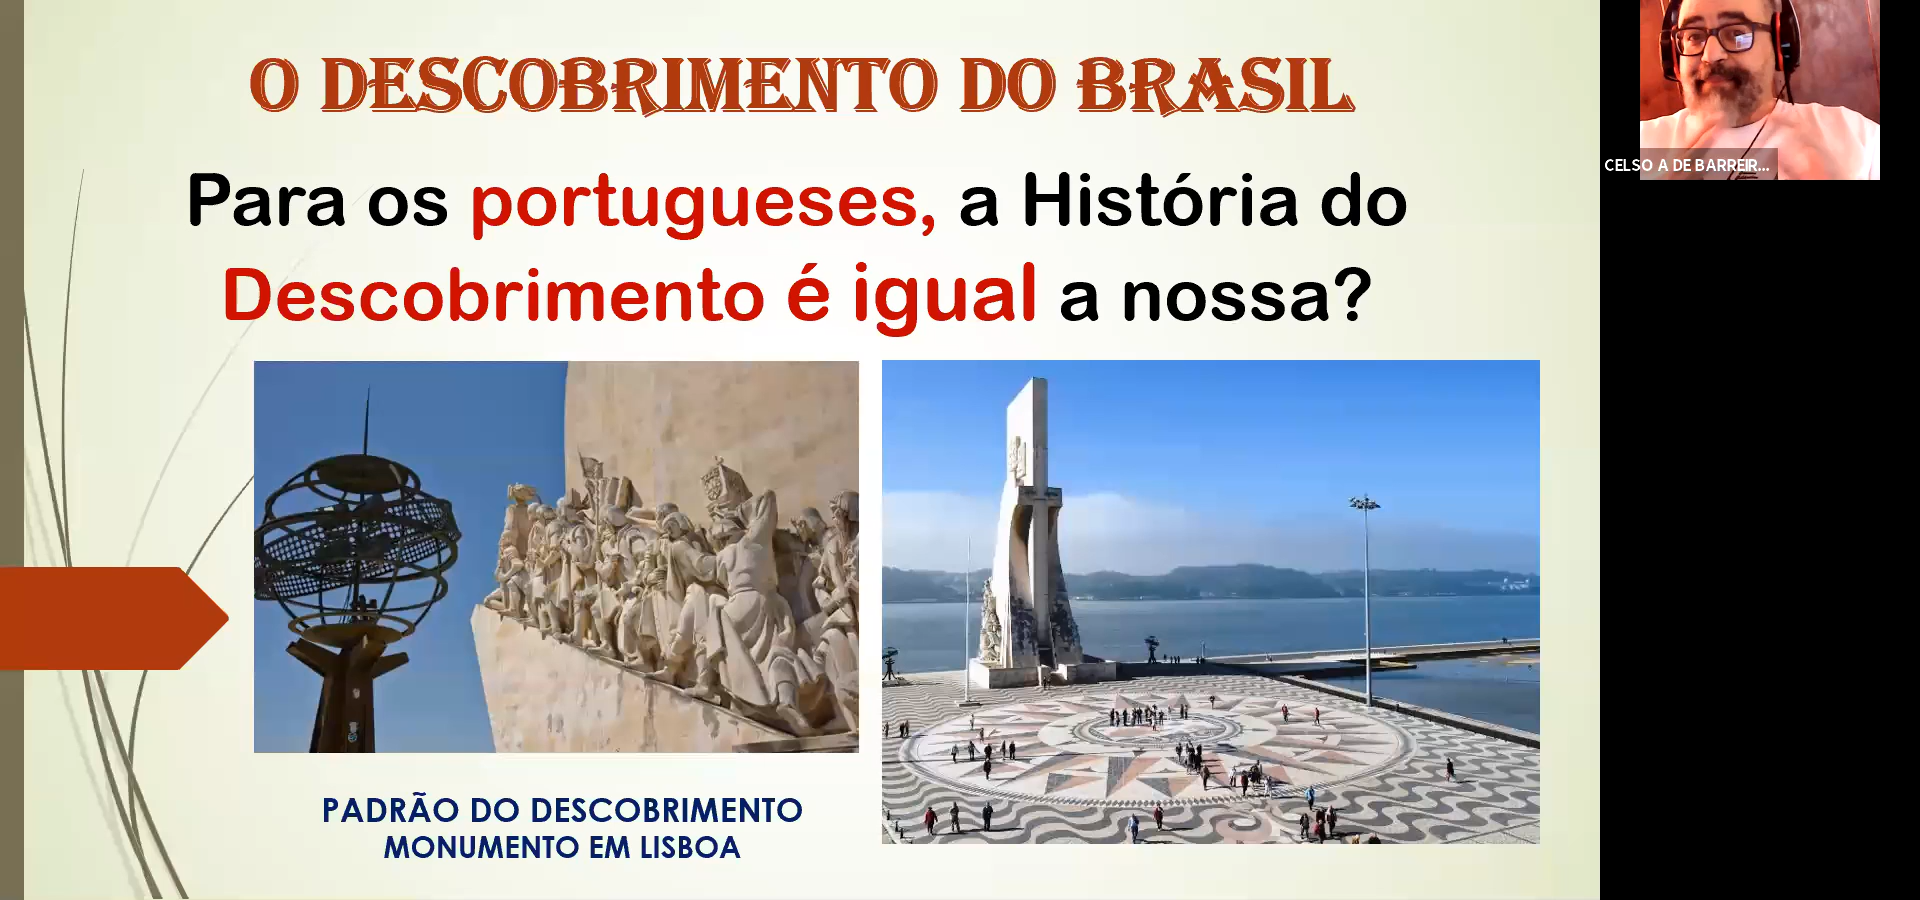 O DESCOBRIMENTO DO BRASIL
Para os portugueses, a História do
Descobrimento é igual a nossa?
PADRÃO DO DESCOBRIMENTO
MONUMENTO EM LISBOA
CELSO A DE BARREIR...